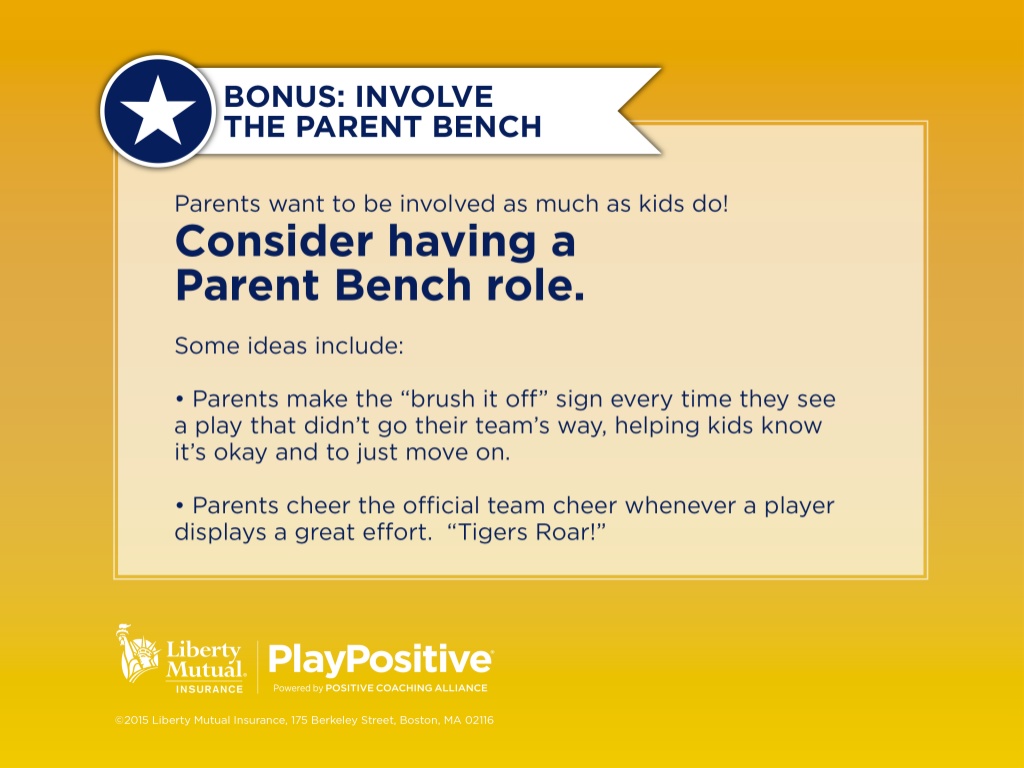 BONUS: INVOLVE
THE PARENT BENCH
Parents want to be involved as much as kids do!
Consider having a
Parent Bench role.
Some ideas include:
• Parents make the “brush it off” sign every time they see
a play that didn’t go their team’s way, helping kids know
it’s okay and to just move on.
• Parents cheer the official team cheer whenever a player
displays a great effort.  “Tigers Roar!”
Liberty
Mutual®
INSURANCE
PlayPositive®
Powered by POSITIVE COACHING ALLIANCE
©2015 Liberty Mutual Insurance, 175 Berkeley Street, Boston, MA 02116